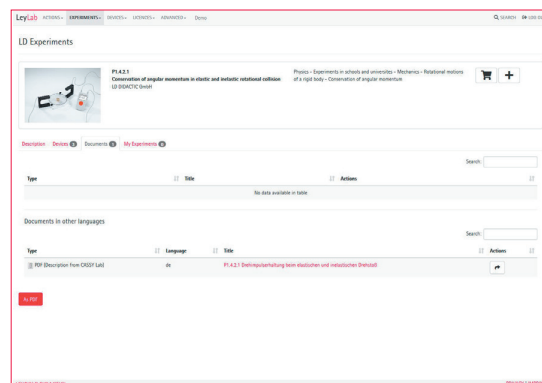 LeyLab ACTIONS EXPERIMENTS DEVICES LICENCES ADVANCED Demo SEARCH
LD Experiments
P1.4.2.1
Conservation of angular momentum in elastic and inelastic rotational collision
LD DIDACTIC GmbH
Physics - Experiments in schools and universities - Mechanics - Rotational motions
of a rigid body - Conservation of angular momentum
Description Devices Documents My Experiments
Search:
Type Title Actions
No data available in table
Documents in other languages
Search:
Type Language Title Actions
PDF (Description from CASSY Lab) de P1.4.2.1 Drehimpulserhaltung beim elastischen und inelastischen Drehstoß
As PDF